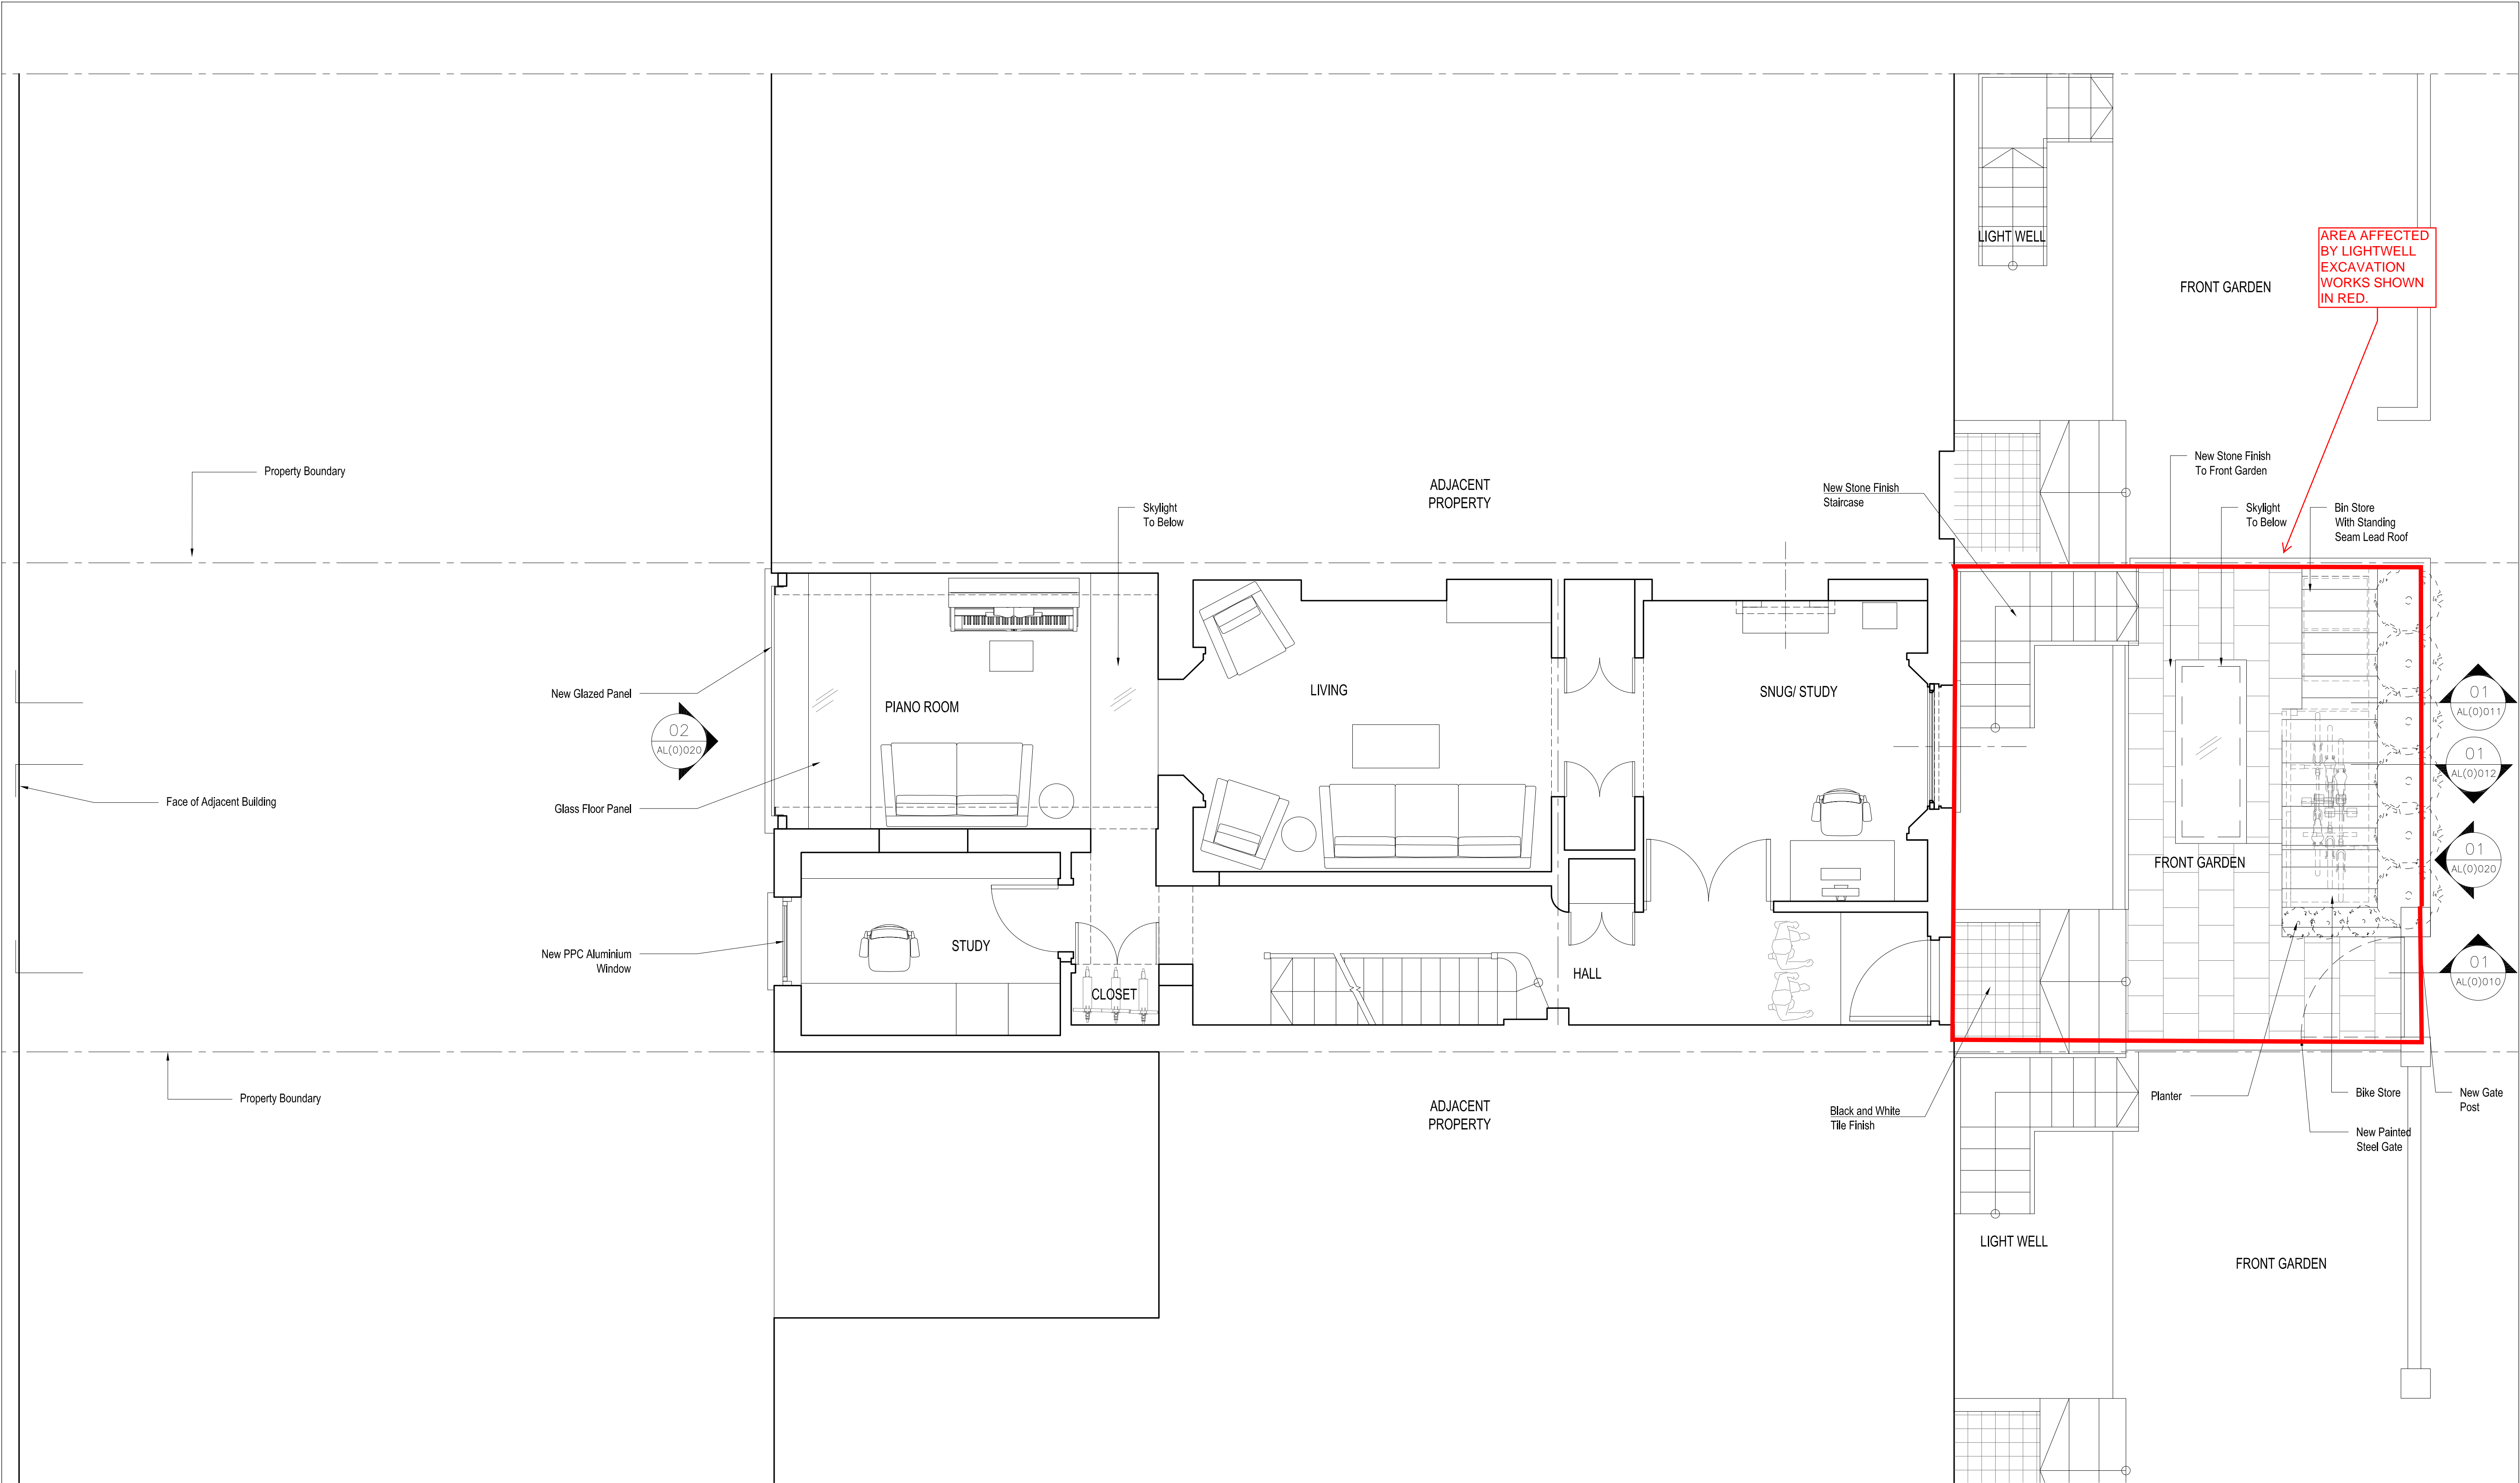 LIGHT WELL
AREA AFFECTED
BY LIGHTWELL
EXCAVATION
WORKS SHOWN
IN RED.
FRONT GARDEN
Property Boundary
ADJACENT
PROPERTY
New Stone Finish
Staircase
New Stone Finish
To Front Garden
Skylight
To Below
Skylight
To Below
Bin Store
With Standing
Seam Lead Roof
New Glazed Panel
PIANO ROOM
LIVING
SNUG/ STUDY
02
AL(0)020
01
AL(0)011
01
AL(0)012
Face of Adjacent Building
Glass Floor Panel
FRONT GARDEN
01
AL(0)020
New PPC Aluminium
Window
STUDY
CLOSET
HALL
01
AL(0)010
Property Boundary
ADJACENT
PROPERTY
Black and White
Tile Finish
Planter
Bike Store
New Gate
Post
New Painted
Steel Gate
LIGHT WELL
FRONT GARDEN